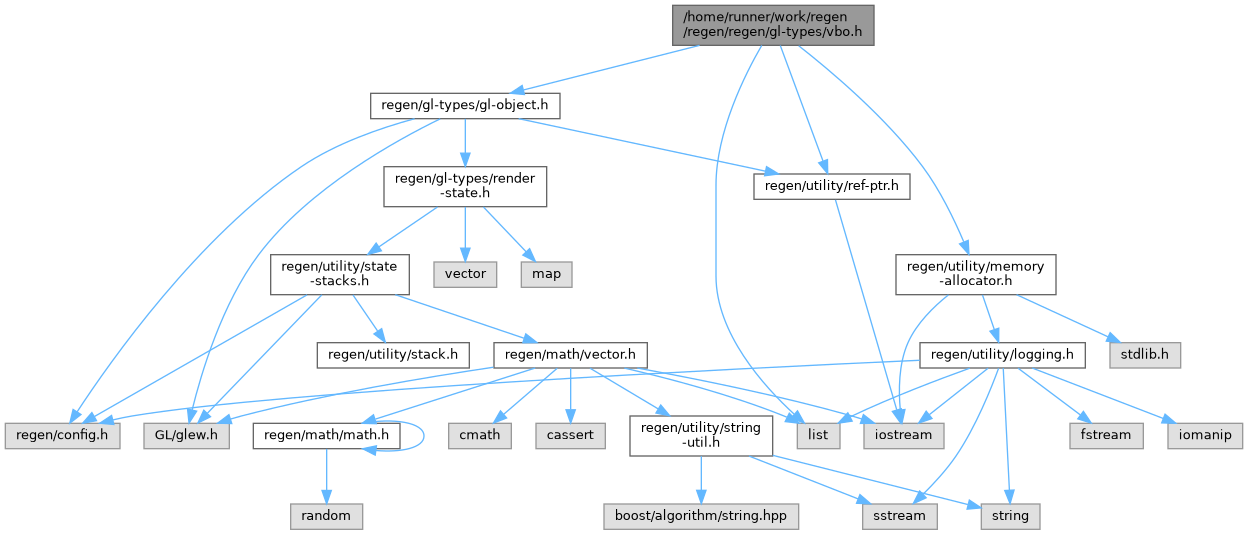 /home/runner/work/regen
/regen/regen/gl-types/vbo.h
regen/gl-types/gl-object.h
regen/gl-types/render
-state.h
regen/utility/ref-ptr.h
regen/utility/state
-stacks.h
vector
map
regen/utility/memory
-allocator.h
regen/utility/stack.h
regen/math/vector.h
regen/utility/logging.h
stdlib.h
regen/config.h
GL/glew.h
regen/math/math.h
cmath
cassert
regen/utility/string
-util.h
list
iostream
fstream
iomanip
random
boost/algorithm/string.hpp
sstream
string